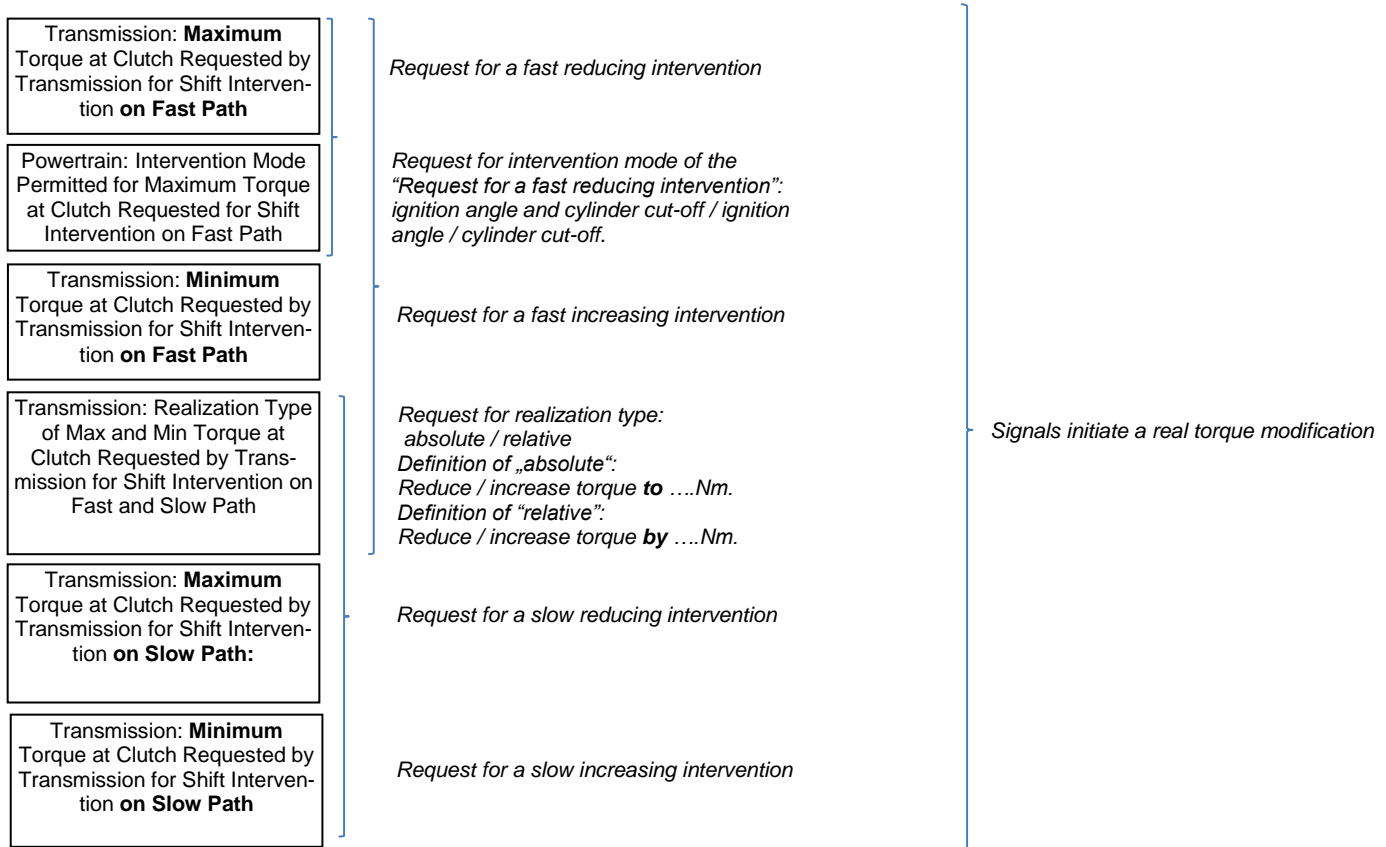 Transmission: Maximum
Torque at Clutch Requested by
Transmission for Shift Interven-
tion on Fast Path
Request for a fast reducing intervention
Powertrain: Intervention Mode
Permitted for Maximum Torque
at Clutch Requested for Shift
Intervention on Fast Path
Request for intervention mode of the
“Request for a fast reducing intervention”:
ignition angle and cylinder cut-off / ignition
angle / cylinder cut-off.
Transmission: Minimum
Torque at Clutch Requested by
Transmission for Shift Interven-
tion on Fast Path
Request for a fast increasing intervention
Transmission: Realization Type
of Max and Min Torque at
Clutch Requested by Trans-
mission for Shift Intervention on
Fast and Slow Path
Request for realization type:
absolute / relative
Definition of „absolute“:
Reduce / increase torque to ….Nm.
Definition of “relative”:
Reduce / increase torque by ….Nm.
Signals initiate a real torque modification
Transmission: Maximum
Torque at Clutch Requested by
Transmission for Shift Interven-
tion on Slow Path:
Request for a slow reducing intervention
Transmission: Minimum
Torque at Clutch Requested by
Transmission for Shift Interven-
tion on Slow Path
Request for a slow increasing intervention